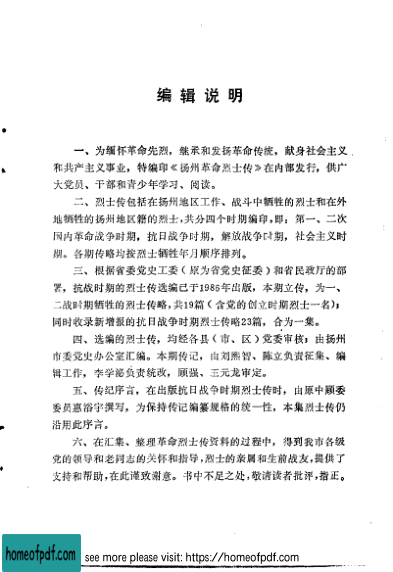 编辑说明
一、为缅怀革命先烈，继承和发扬革命传统，献身社会主义
和共产主义事业，特编印《扬州革命烈士传》在内部发行，供广
大党员、干部和青少年学习、阅读。
二、烈士传包括在扬州地区工作、战斗中牺牲的烈士和在外
地牺牲的扬州地区籍的烈士，共分四个时期编印，即：第一、二次
国内革命战争时期，抗日战争时期，解放战争时期，社会主义时
期。各期传略均按烈士牺牲年月顺序排列。
三、根据省委党史工委（原为省党史征委）和省民政厅的部
署，抗战时期的烈士传选编已于1985年出版，本期立传，为一、
二战时期牺牲的烈士，共19篇（含党的创立时期烈士一名）；
同时收录新增报的抗日战争时期烈士传略23篇，合为一集。
四、选编的烈士传，均经各县（市、区）党委审核；由扬州
市委党史办公室汇编。本期传记，由刘熊智、陈立负责征集、编
辑工作，李学 负责统改，顾强、三元龙审定。
五、传纪序言，在出版抗日战争时期烈士传时，由原中顾委
委员惠浴宇撰写，为保持传记编纂规格的统一性，本集烈士传仍
沿用此序言。
六、在汇集、整理革命烈士传资料的过程中，得到我市各级
党的领导和老同志的关怀和指导，烈士的亲属和生前战友，提供了
支持和帮助，在此谨致谢意。书中不足之处，敬请读者批评，指正。
homeofpdf.com
see more please visit: https://homeofpdf.com